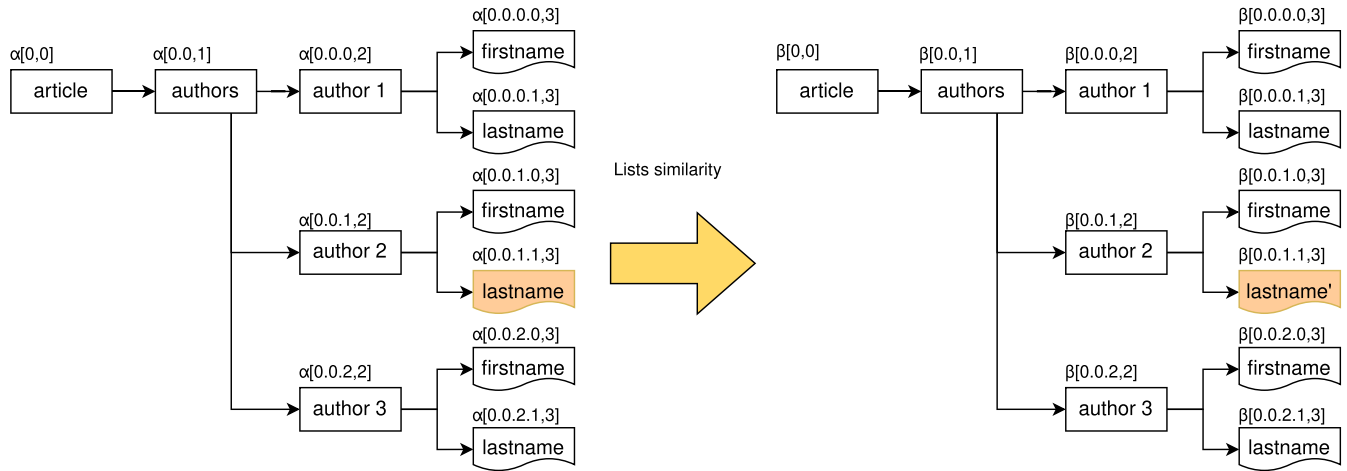 α[0,0]
article
α[0.0,1]
authors
α[0.0.0,2]
author 1
α[0.0.0.0,3]
firstname
α[0.0.0.1,3]
lastname
α[0.0.1,2]
author 2
α[0.0.1.0,3]
firstname
α[0.0.1.1,3]
lastname
α[0.0.2,2]
author 3
α[0.0.2.0,3]
firstname
α[0.0.2.1,3]
lastname
Lists similarity
β[0,0]
article
β[0.0,1]
authors
β[0.0.0,2]
author 1
β[0.0.0.0,3]
firstname
β[0.0.0.1,3]
lastname
β[0.0.1,2]
author 2
β[0.0.1.0,3]
firstname
β[0.0.1.1,3]
lastname'
β[0.0.2,2]
author 3
β[0.0.2.0,3]
firstname
β[0.0.2.1,3]
lastname